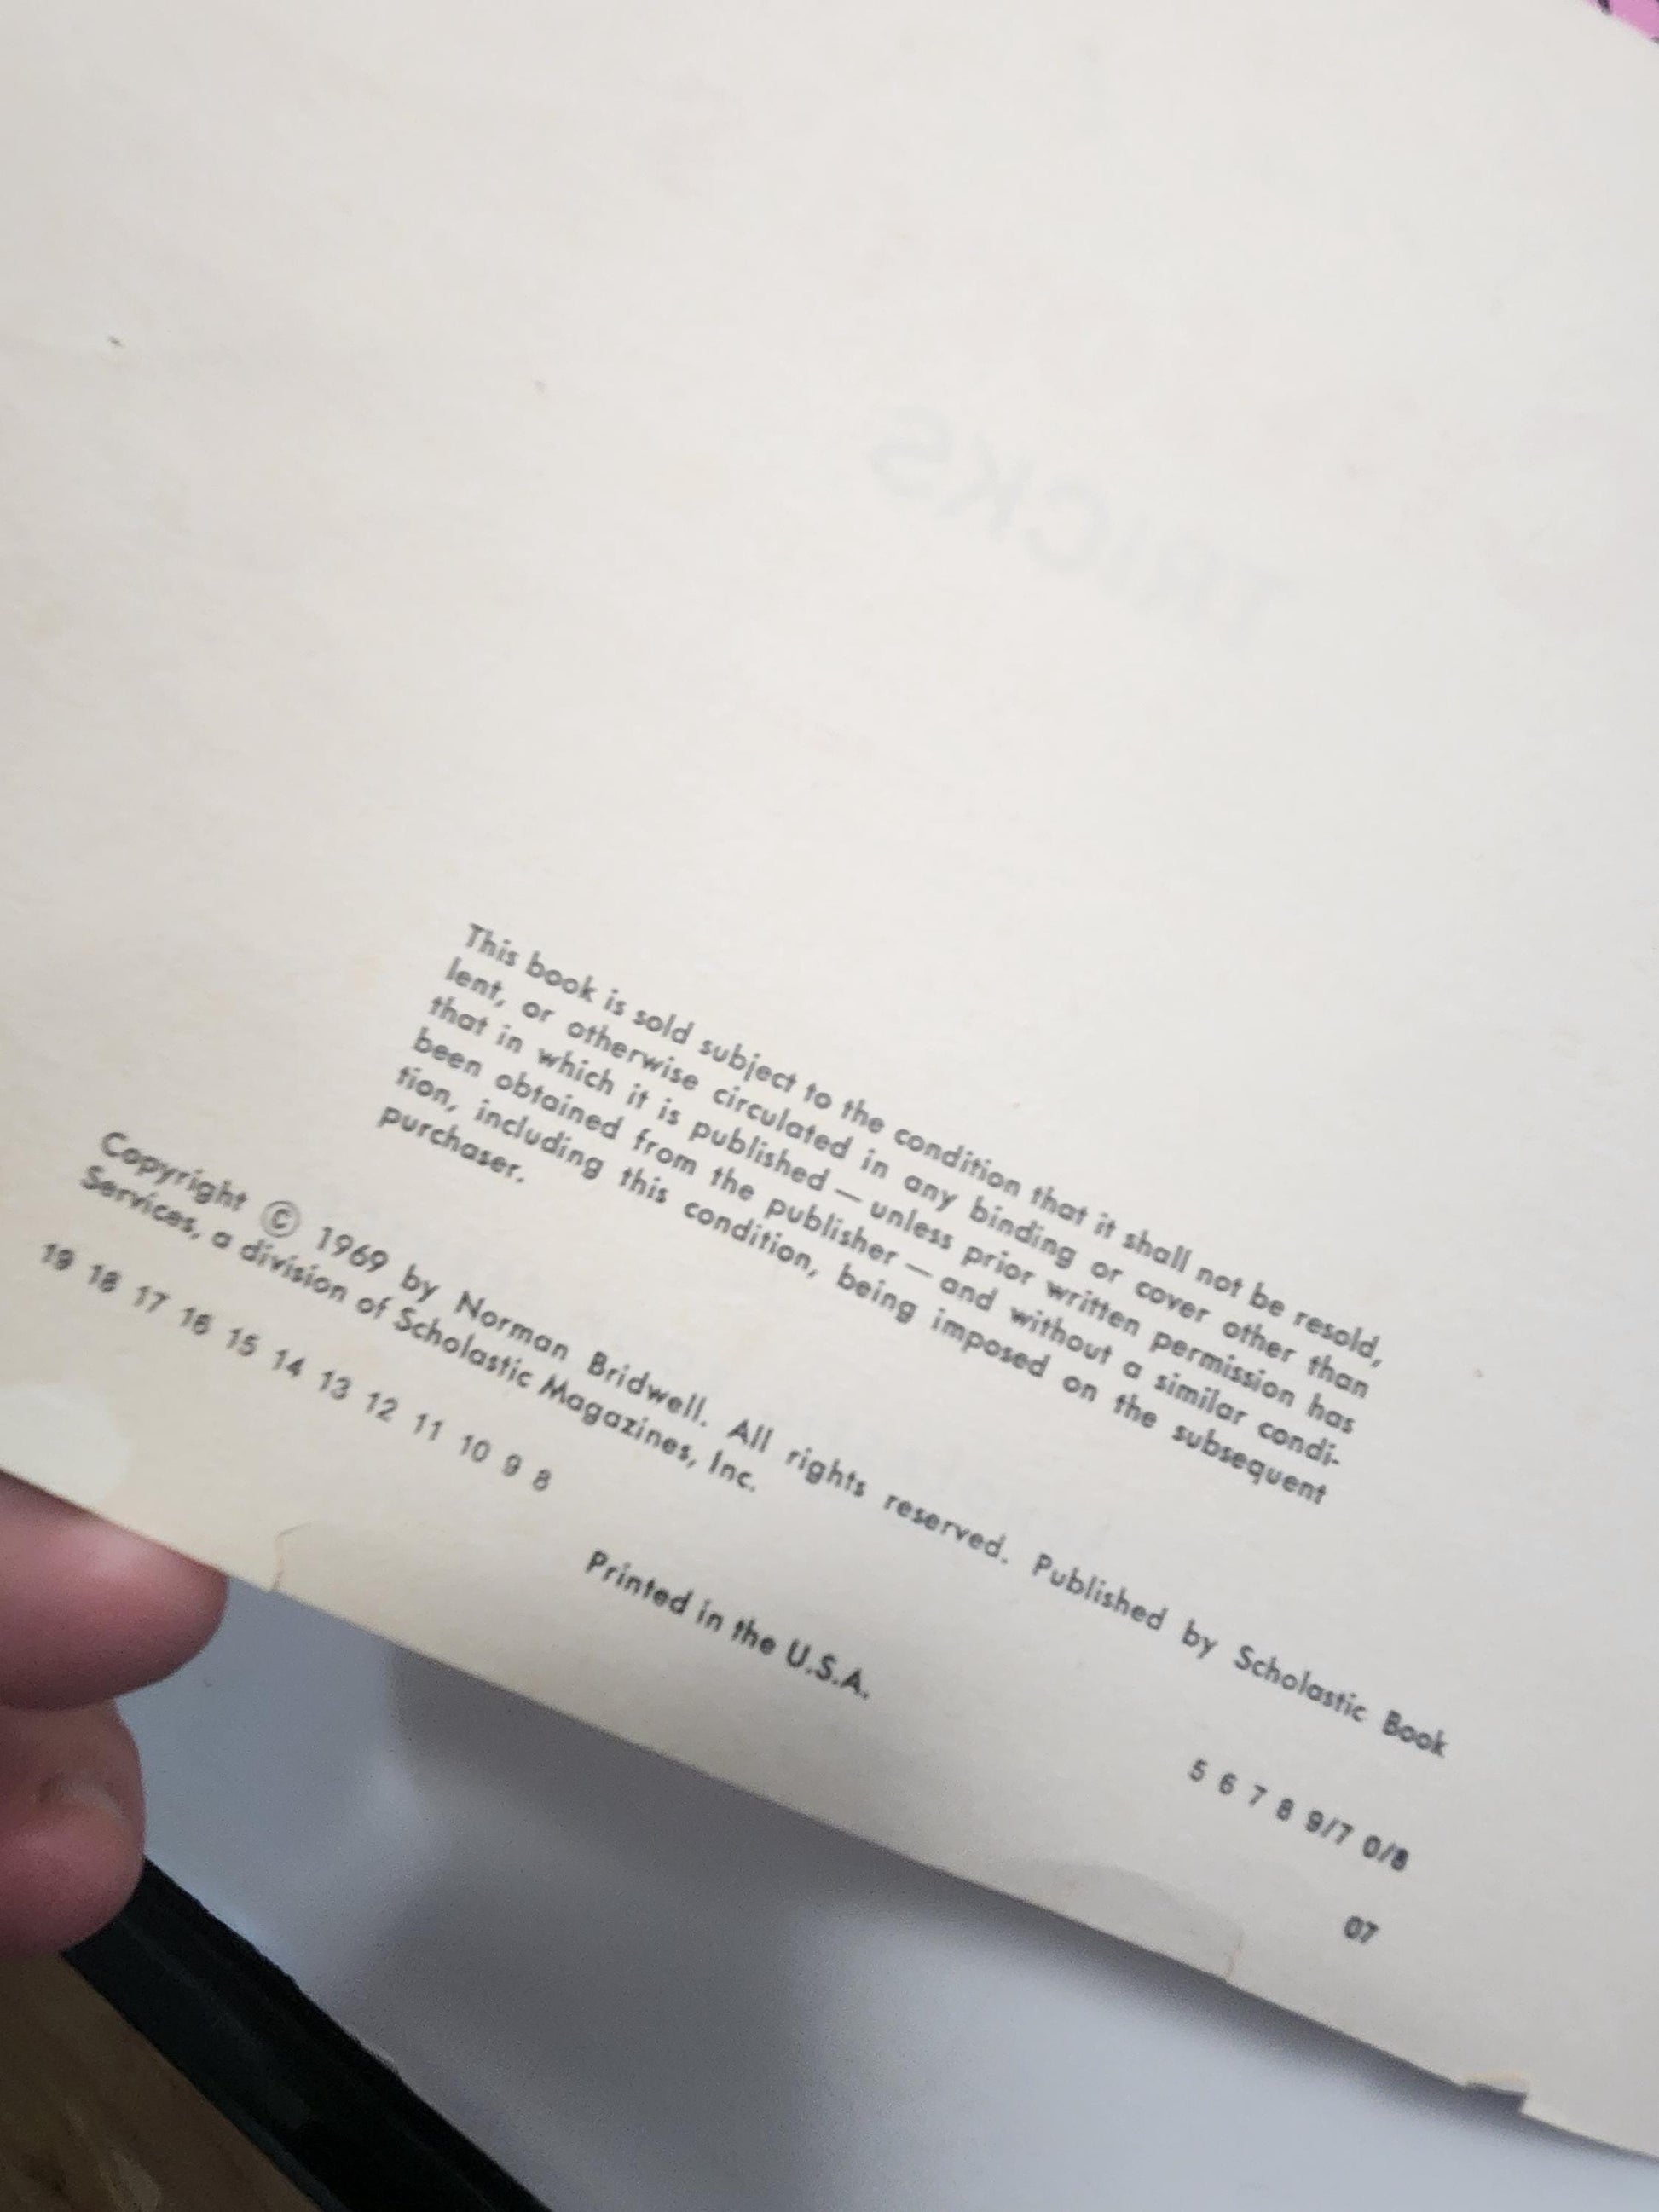 TRICKS
This book is sold subject to the condition that it shall not be resold,
lent, or otherwise circulated in any binding or cover other than
that in which it is published — unless prior written permission has
been obtained from the publisher — and without a similar condi-
tion, including this condition, being imposed on the subsequent
purchaser.
Copyright © 1969 by Norman Bridwell. All rights reserved. Published by Scholastic Book
Services, a division of Scholastic Magazines, Inc.
19 18 17 16 15 14 13 12 11 10 9 8
5 6 7 8 9/7 0/8
Printed in the U.S.A.
07